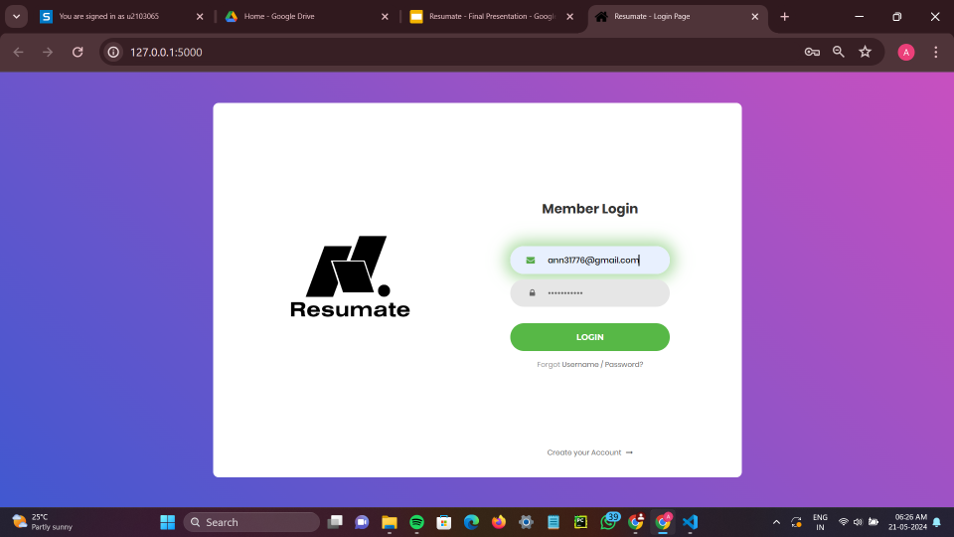 You are signed in as u2103065
Home - Google Drive
Resumate - Final Presentation - Googl
Resumate - Login Page
127.0.0.1:5000
A
Member Login
ann31776@gmail.com
•••••••••••
LOGIN
Forgot Username / Password?
Resumate
Create your Account
25°C
Partly sunny
Search
39
ENG
IN
06:26 AM
21-05-2024